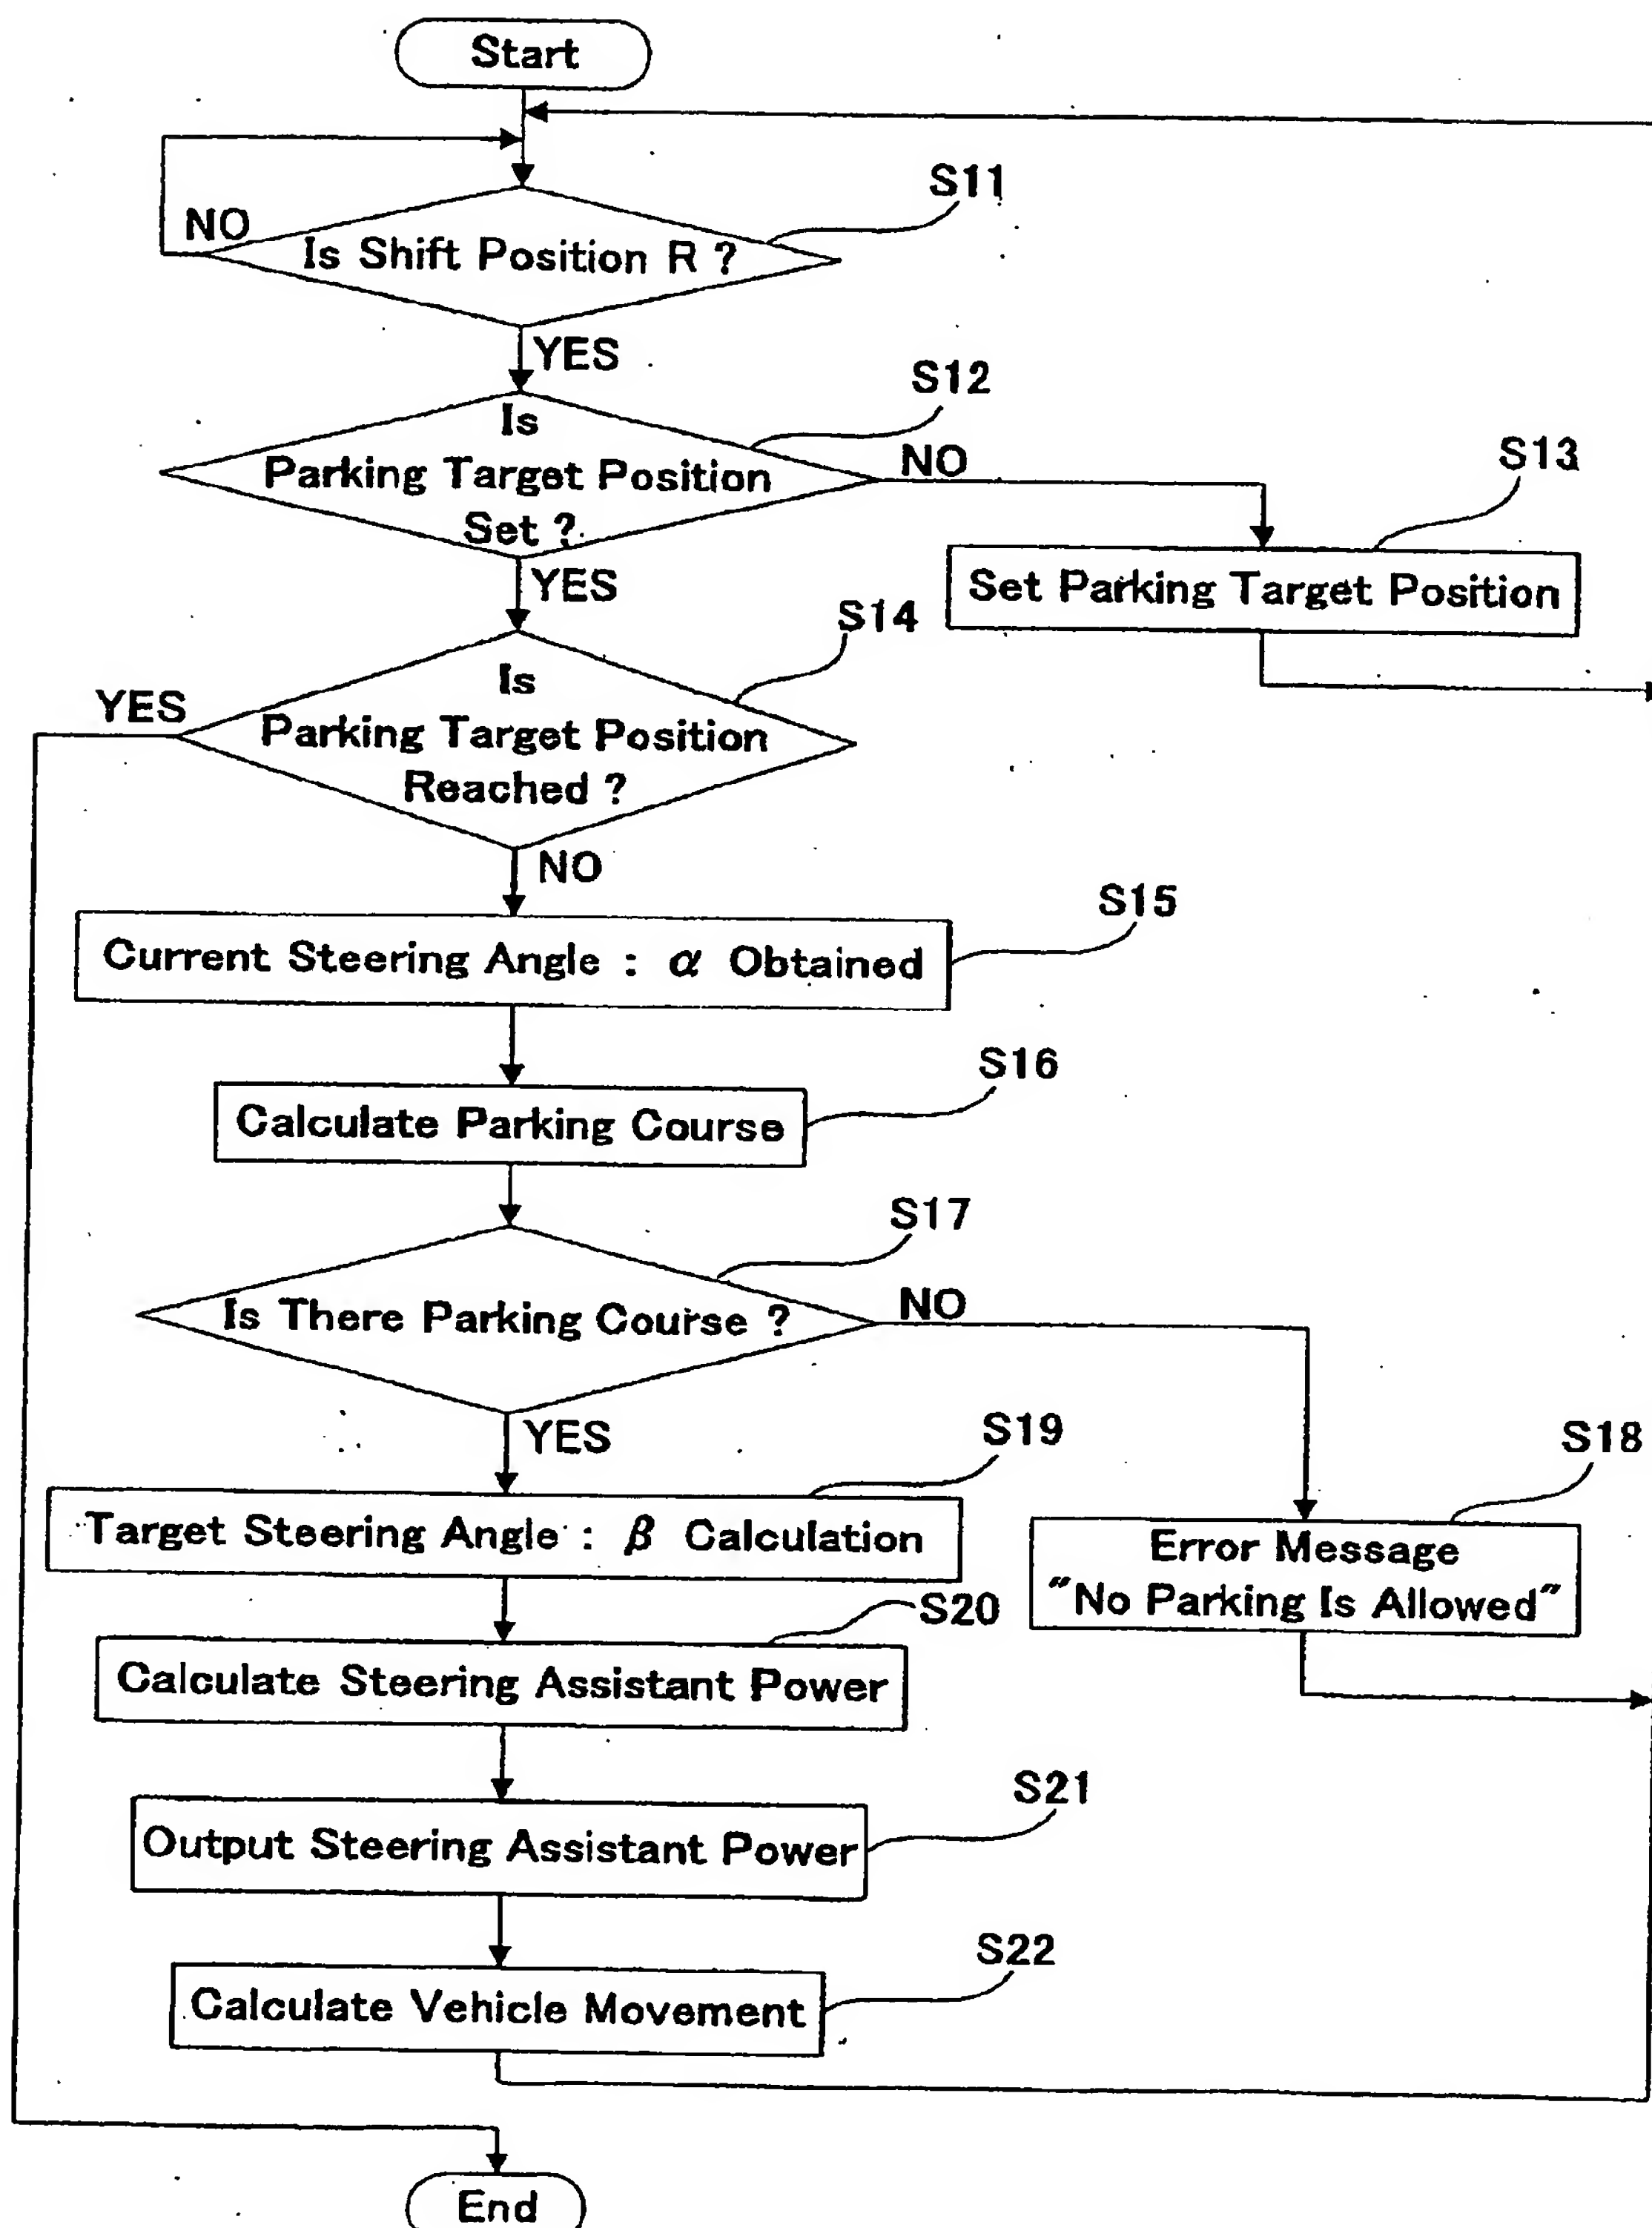 Start
S11
NO
Is Shift Position R ?
YES
S12
Is
Parking Target Position
Set ?
NO
S13
Set Parking Target Position
YES
S14
Is
Parking Target Position
Reached ?
YES
NO
S15
Current Steering Angle : α Obtained
S16
Calculate Parking Course
S17
Is There Parking Course ?
NO
YES
S18
Error Message
"No Parking Is Allowed"
S19
Target Steering Angle : β Calculation
S20
Calculate Steering Assistant Power
S21
Output Steering Assistant Power
S22
Calculate Vehicle Movement
End